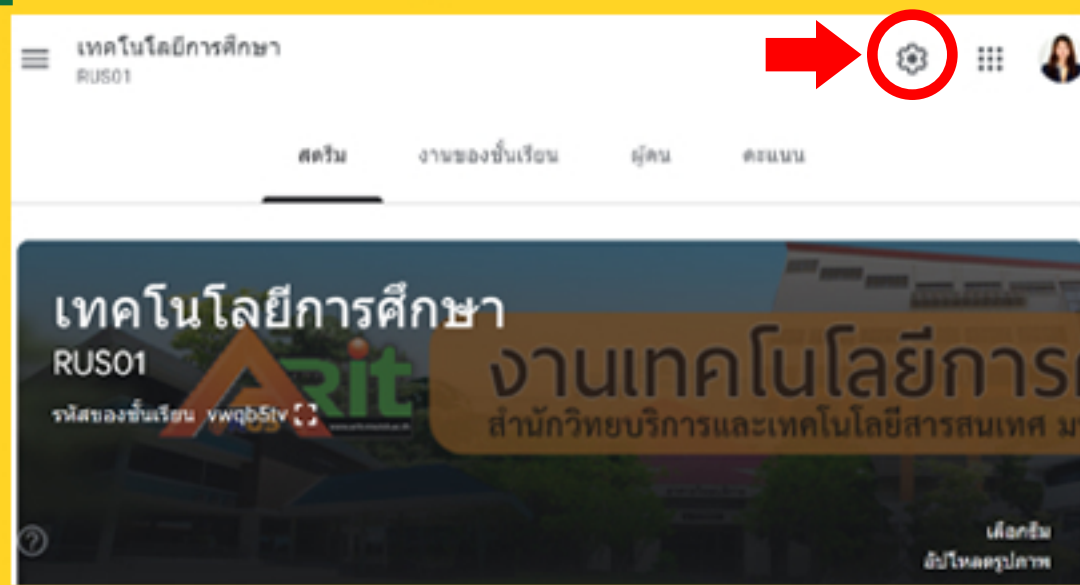 เทคโนโลยีการศึกษา
RUS01
สตรีม งานของชั้นเรียน ผู้คน คะแนน
เทคโนโลยีการศึกษา
RUS01
รหัสของชั้นเรียน vwqb5tv
ARit
งานเทคโนโลยีการศ
สำนักวิทยบริการและเทคโนโลยีสารสนเทศ ม
เลือกธีม
อัปโหลดรูปภาพ